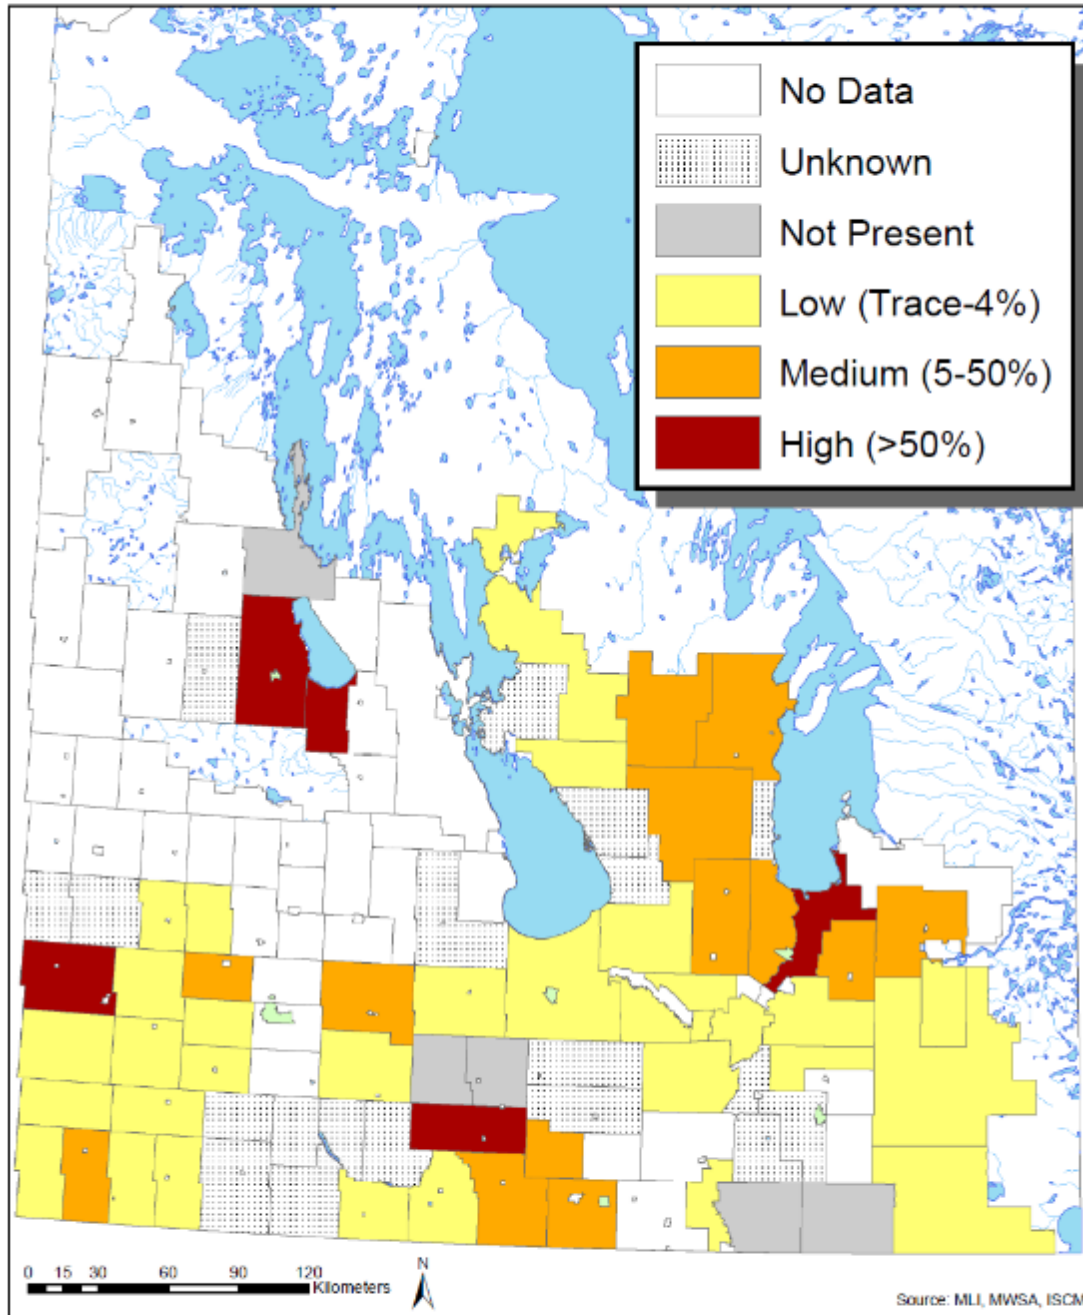 No Data
Unknown
Not Present
Low (Trace-4%)
Medium (5-50%)
High (>50%)
0 15 30 60 90 120
Kilometers
N
Source: MLI, MWSA, ISCM